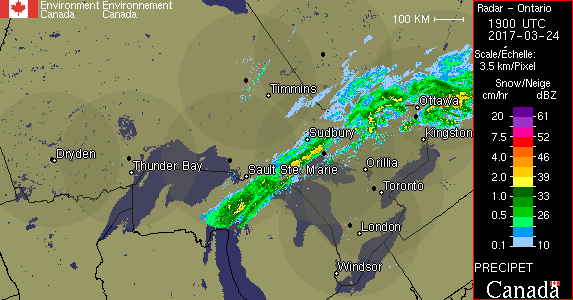 Environment Environnement
Canada Canada
100 KM
Timmins
Ottawa
Sudbury
Kingston
Dryden
Thunder Bay
Sault Ste. Marie
Orillia
Toronto
London
Windsor
Radar - Ontario
1900 UTC
2017-03-24
Scale/Échelle:
3.5 km/Pixel
Snow/Neige
cm/hr dBZ
20 61
7.5 52
4.0 46
2.0 39
1.0 33
0.5 26
0.1 10
PRECIPET
Canada